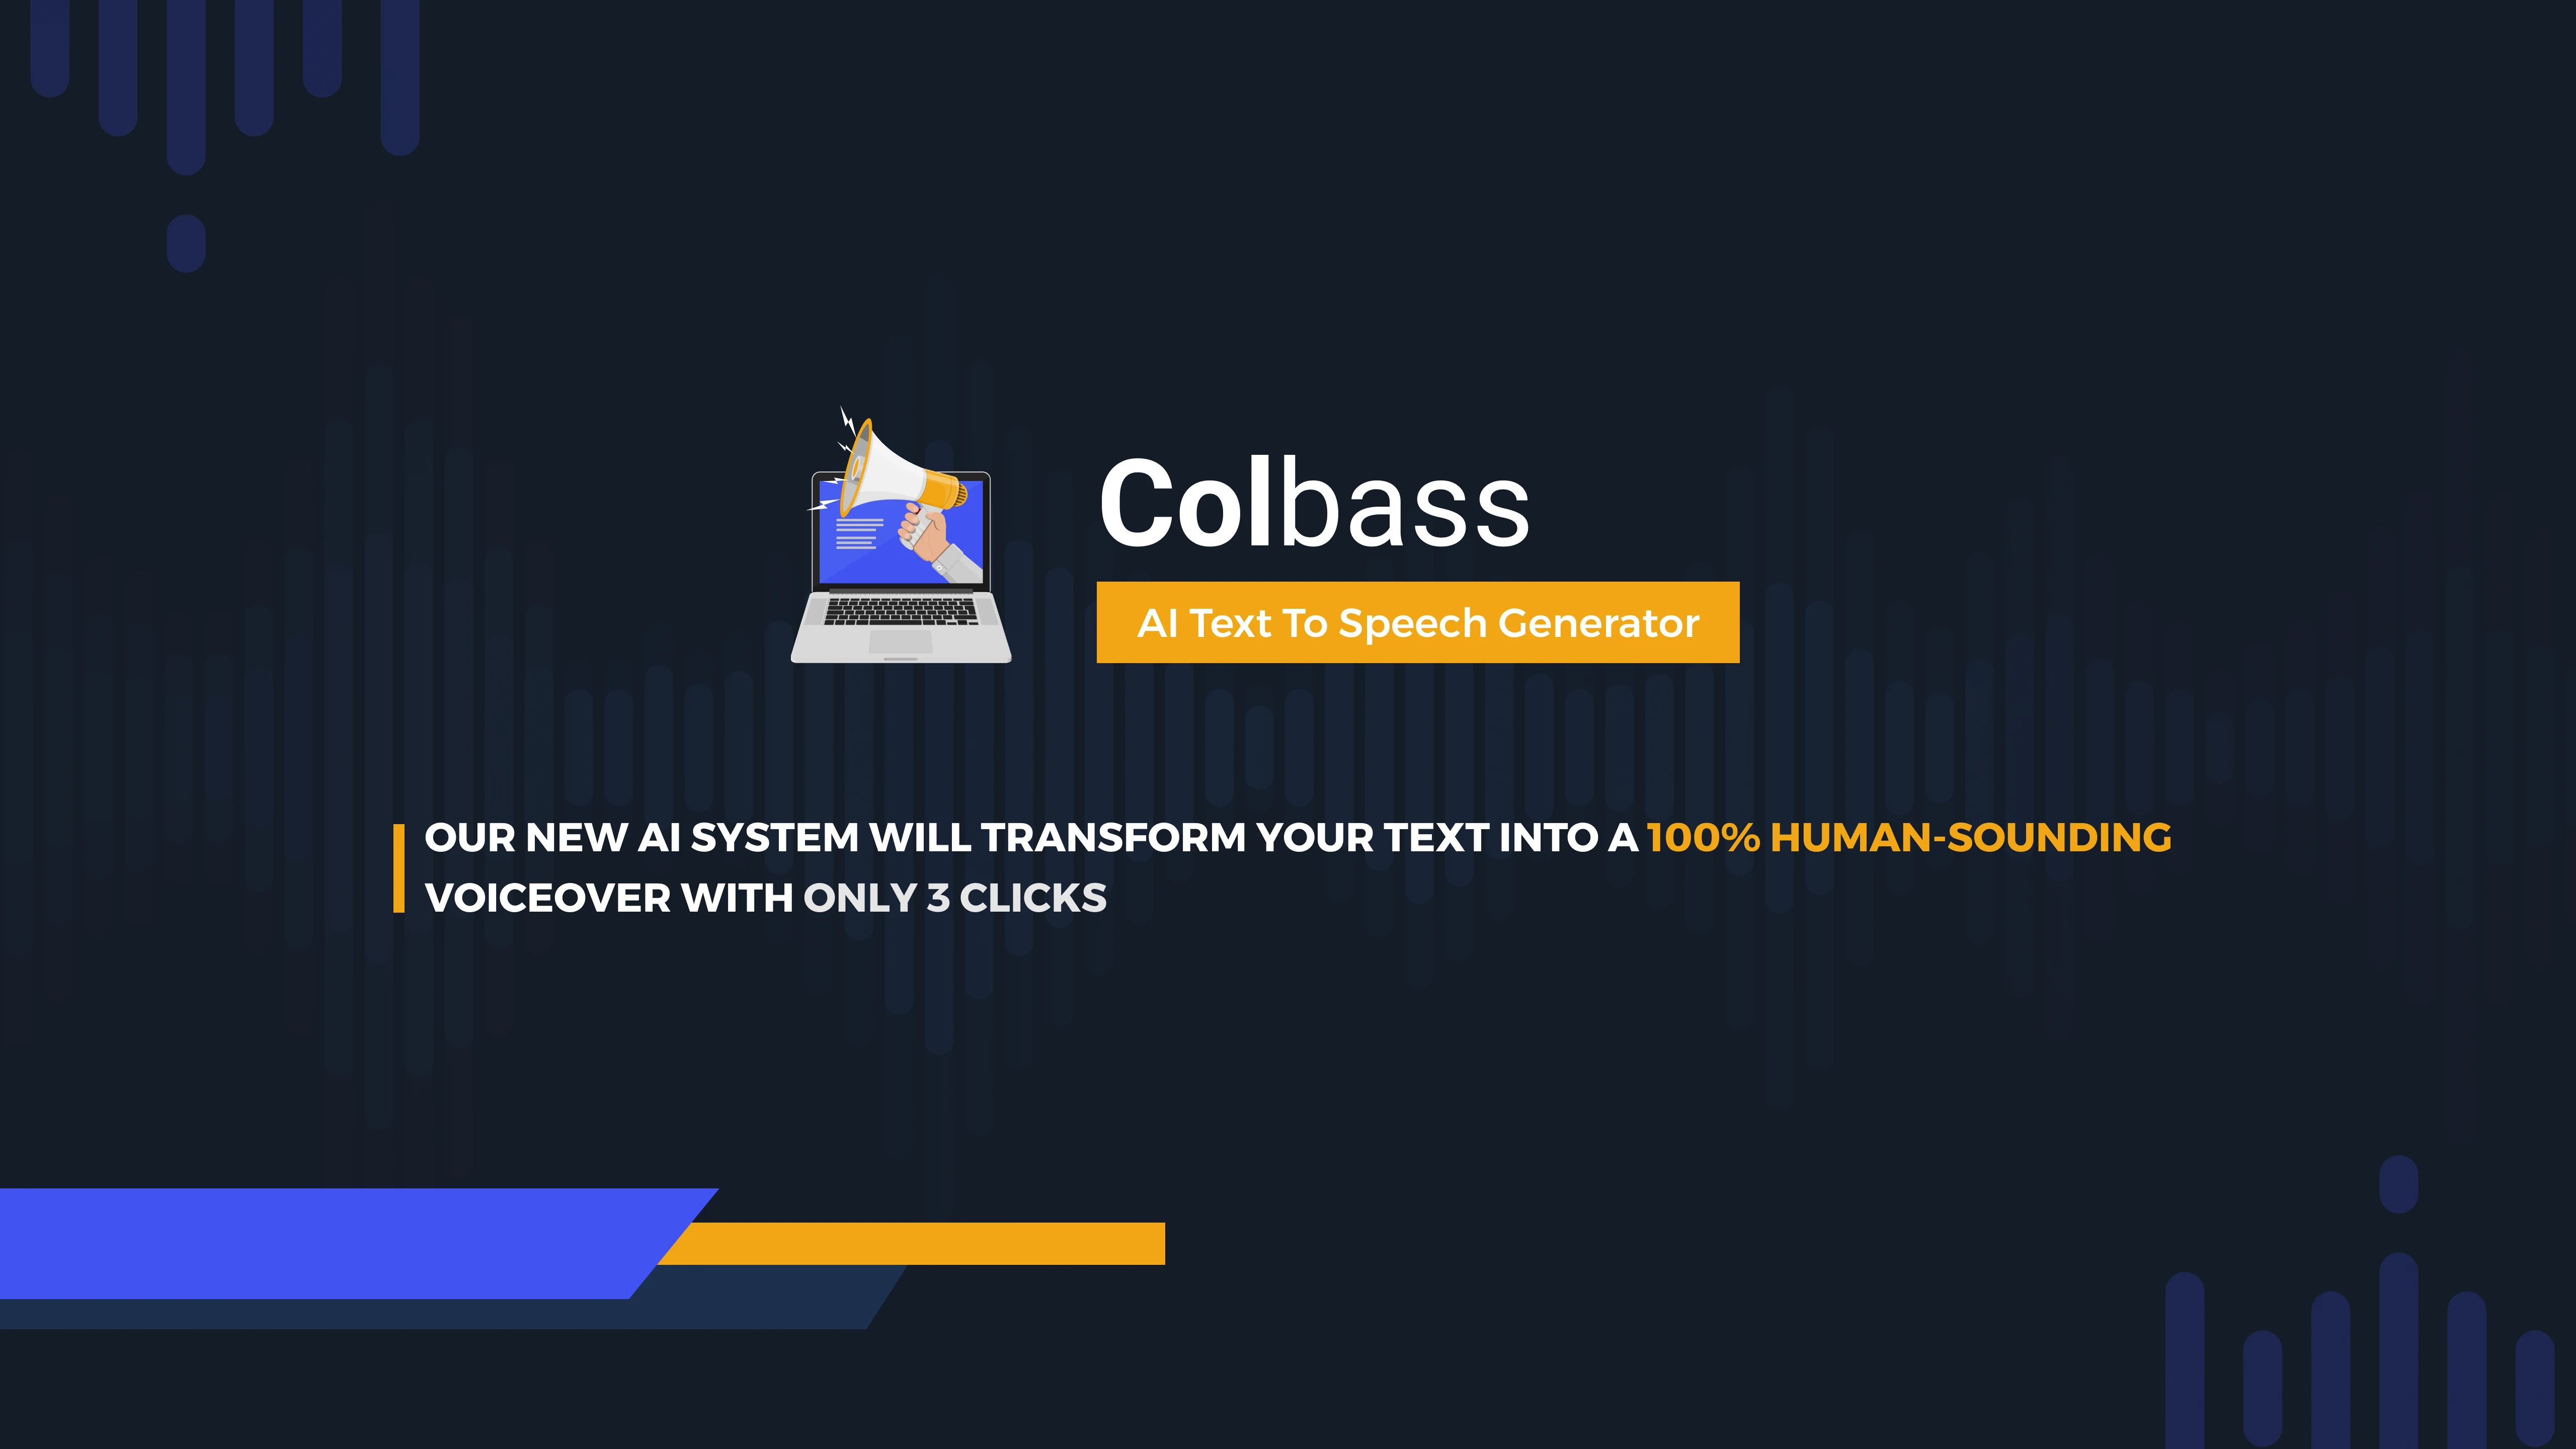 Colbass
AI Text To Speech Generator
OUR NEW AI SYSTEM WILL TRANSFORM YOUR TEXT INTO A 100% HUMAN-SOUNDING
VOICEOVER WITH ONLY 3 CLICKS